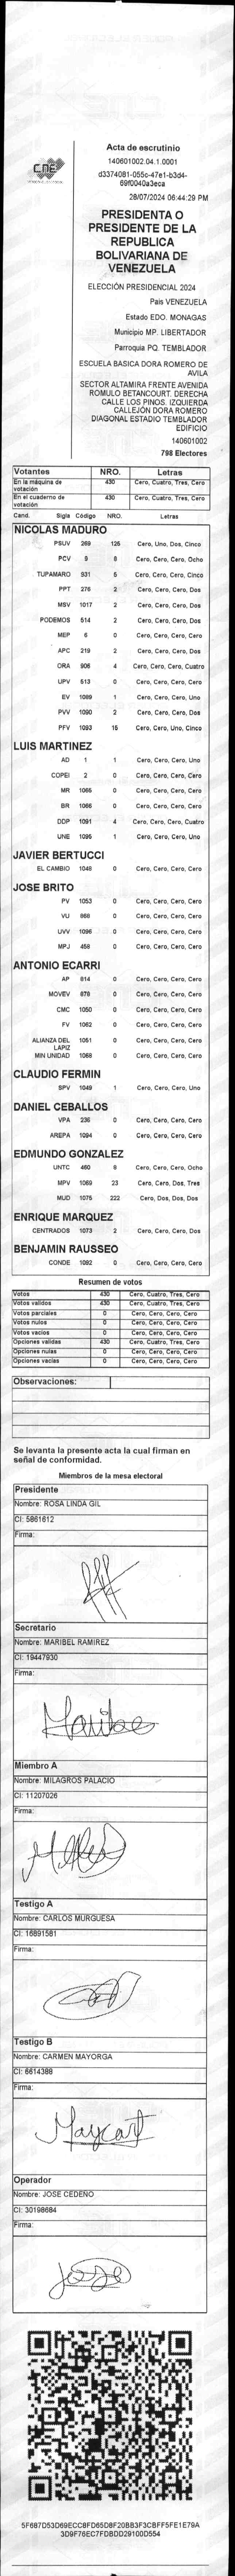 CNE
Acta de escrutinio
140601002.04.1.0001
d3374081-055c-47e1-b3d4-
69f0040a3eca
28/07/2024 06:44:29 PM
PRESIDENTA O
PRESIDENTE DE LA
REPUBLICA
BOLIVARIANA DE
VENEZUELA
ELECCIÓN PRESIDENCIAL 2024
Pais VENEZUELA
Estado EDO. MONAGAS
Municipio MP. LIBERTADOR
Parroquia PQ. TEMBLADOR
ESCUELA BASICA DORA ROMERO DE
AVILA
SECTOR ALTAMIRA FRENTE AVENIDA
ROMULO BETANCOURT. DERECHA
CALLE LOS PINOS. IZQUIERDA
CALLEJÓN DORA ROMERO
DIAGONAL ESTADIO TEMBLADOR
EDIFICIO
140601002
798 Electores
Votantes NRO. Letras
En la máquina de votación 430 Cero, Cuatro, Tres, Cero
En el cuaderno de votación 430 Cero, Cuatro, Tres, Cero
Cand. Sigla Código NRO. Letras
NICOLAS MADURO
PSUV 269 125 Cero, Uno, Dos, Cinco
PCV 9 8 Cero, Cero, Cero, Ocho
TUPAMARO 931 5 Cero, Cero, Cero, Cinco
PPT 276 2 Cero, Cero, Cero, Dos
MSV 1017 2 Cero, Cero, Cero, Dos
PODEMOS 514 2 Cero, Cero, Cero, Dos
MEP 6 0 Cero, Cero, Cero, Cero
APC 219 2 Cero, Cero, Cero, Dos
ORA 906 4 Cero, Cero, Cero, Cuatro
UPV 513 0 Cero, Cero, Cero, Cero
EV 1089 1 Cero, Cero, Cero, Uno
PVV 1090 2 Cero, Cero, Cero, Dos
PFV 1093 15 Cero, Cero, Uno, Cinco
LUIS MARTINEZ
AD 1 1 Cero, Cero, Cero, Uno
COPEI 2 0 Cero, Cero, Cero, Cero
MR 1065 0 Cero, Cero, Cero, Cero
BR 1066 0 Cero, Cero, Cero, Cero
DDP 1091 4 Cero, Cero, Cero, Cuatro
UNE 1095 1 Cero, Cero, Cero, Uno
JAVIER BERTUCCI
EL CAMBIO 1048 0 Cero, Cero, Cero, Cero
JOSE BRITO
PV 1053 0 Cero, Cero, Cero, Cero
VU 868 0 Cero, Cero, Cero, Cero
UVV 1096 0 Cero, Cero, Cero, Cero
MPJ 458 0 Cero, Cero, Cero, Cero
ANTONIO ECARRI
AP 814 0 Cero, Cero, Cero, Cero
MOVEV 876 0 Cero, Cero, Cero, Cero
CMC 1050 0 Cero, Cero, Cero, Cero
FV 1062 0 Cero, Cero, Cero, Cero
ALIANZA DEL LAPIZ 1051 0 Cero, Cero, Cero, Cero
MIN UNIDAD 1068 0 Cero, Cero, Cero, Cero
CLAUDIO FERMIN
SPV 1049 1 Cero, Cero, Cero, Uno
DANIEL CEBALLOS
VPA 236 0 Cero, Cero, Cero, Cero
AREPA 1094 0 Cero, Cero, Cero, Cero
EDMUNDO GONZALEZ
UNTC 460 8 Cero, Cero, Cero, Ocho
MPV 1069 23 Cero, Cero, Dos, Tres
MUD 1075 222 Cero, Dos, Dos, Dos
ENRIQUE MARQUEZ
CENTRADOS 1073 2 Cero, Cero, Cero, Dos
BENJAMIN RAUSSEO
CONDE 1092 0 Cero, Cero, Cero, Cero
Resumen de votos
Votos 430 Cero, Cuatro, Tres, Cero
Votos validos 430 Cero, Cuatro, Tres, Cero
Votos parciales 0 Cero, Cero, Cero, Cero
Votos nulos 0 Cero, Cero, Cero, Cero
Votos vacios 0 Cero, Cero, Cero, Cero
Opciones validas 430 Cero, Cuatro, Tres, Cero
Opciones nulas 0 Cero, Cero, Cero, Cero
Opciones vacias 0 Cero, Cero, Cero, Cero
Observaciones:
Se levanta la presente acta la cual firman en
señal de conformidad.
Miembros de la mesa electoral
Presidente
Nombre: ROSA LINDA GIL
CI: 5861612
Firma:
Secretario
Nombre: MARIBEL RAMIREZ
CI: 19447930
Firma:
Miembro A
Nombre: MILAGROS PALACIO
CI: 11207026
Firma:
Testigo A
Nombre: CARLOS MURGUESA
CI: 16891581
Firma:
Testigo B
Nombre: CARMEN MAYORGA
CI: 6614388
Firma:
Operador
Nombre: JOSE CEDEÑO
CI: 30198684
Firma:
5F687D53D69ECC8FD65D8F20BB3F3CBFF5FE1E79A
3D9F76EC7FDBDD29100D554